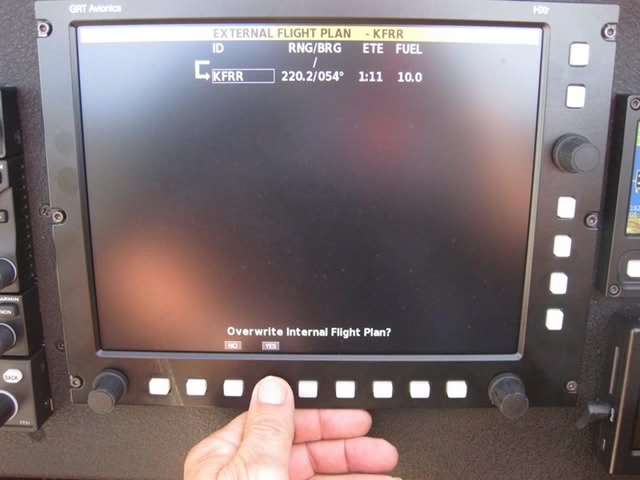 GRT Avionics
HXr
EXTERNAL FLIGHT PLAN - KFRR
ID RNG/BRG ETE FUEL
/
KFRR 220.2/054° 1:11 10.0
Overwrite Internal Flight Plan?
NO YES
BACK